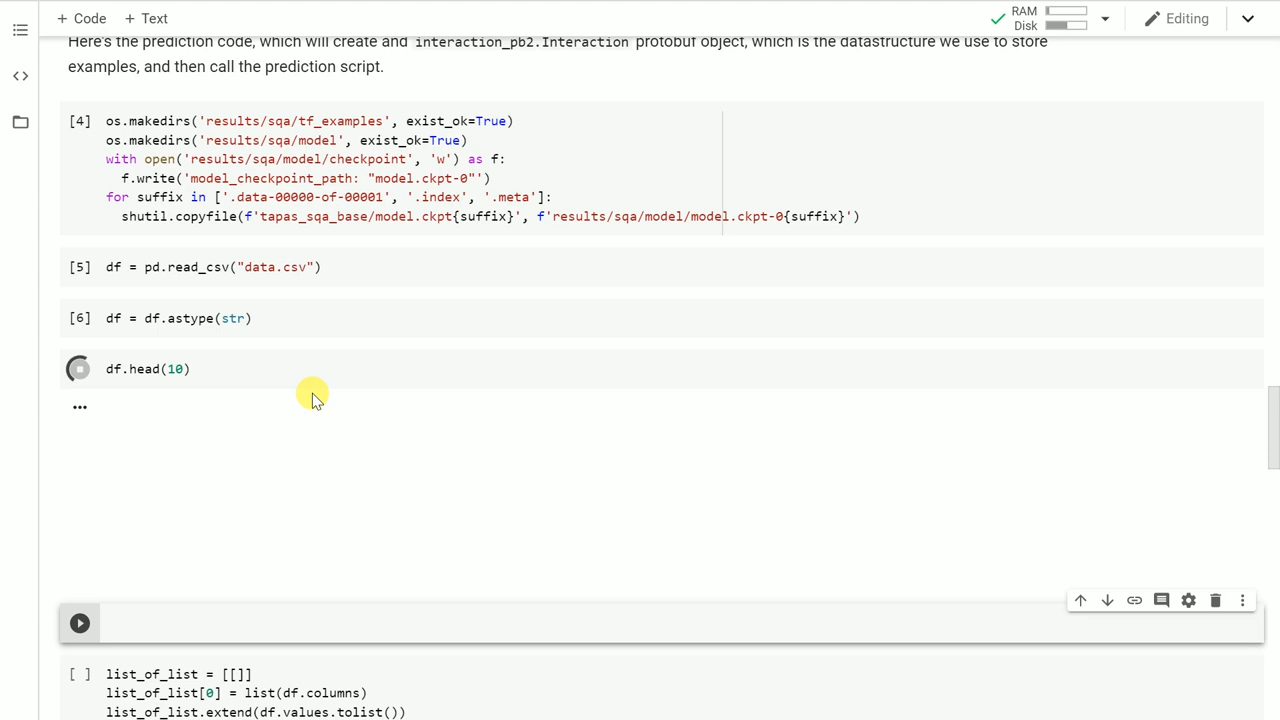 + Code + Text
RAM
Disk
Editing
Here's the prediction code, which will create and interaction_pb2.Interaction protobuf object, which is the datastructure we use to store
examples, and then call the prediction script.
[4] os.makedirs('results/sqa/tf_examples', exist_ok=True)
os.makedirs('results/sqa/model', exist_ok=True)
with open('results/sqa/model/checkpoint', 'w') as f:
f.write('model_checkpoint_path: "model.ckpt-0"')
for suffix in ['.data-00000-of-00001', '.index', '.meta']:
shutil.copyfile(f'tapas_sqa_base/model.ckpt{suffix}', f'results/sqa/model/model.ckpt-0{suffix}')
[5] df = pd.read_csv("data.csv")
[6] df = df.astype(str)
df.head(10)
...
[ ] list_of_list = [[]]
list_of_list[0] = list(df.columns)
list_of_list.extend(df.values.tolist())